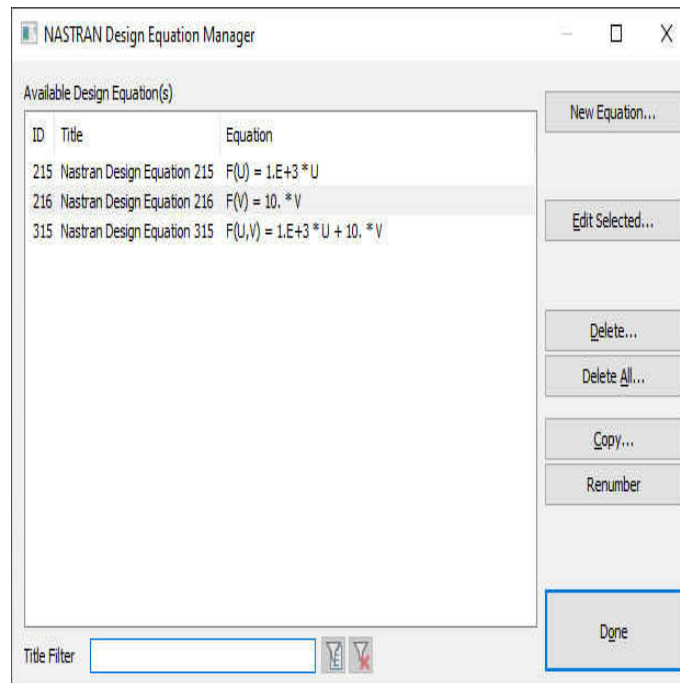 NASTRAN Design Equation Manager
Available Design Equation(s)
ID Title Equation
215 Nastran Design Equation 215 F(U) = 1.E+3 * U
216 Nastran Design Equation 216 F(V) = 10. * V
315 Nastran Design Equation 315 F(U,V) = 1.E+3 * U + 10. * V
New Equation...
Edit Selected...
Delete...
Delete All...
Copy...
Renumber
Done
Title Filter